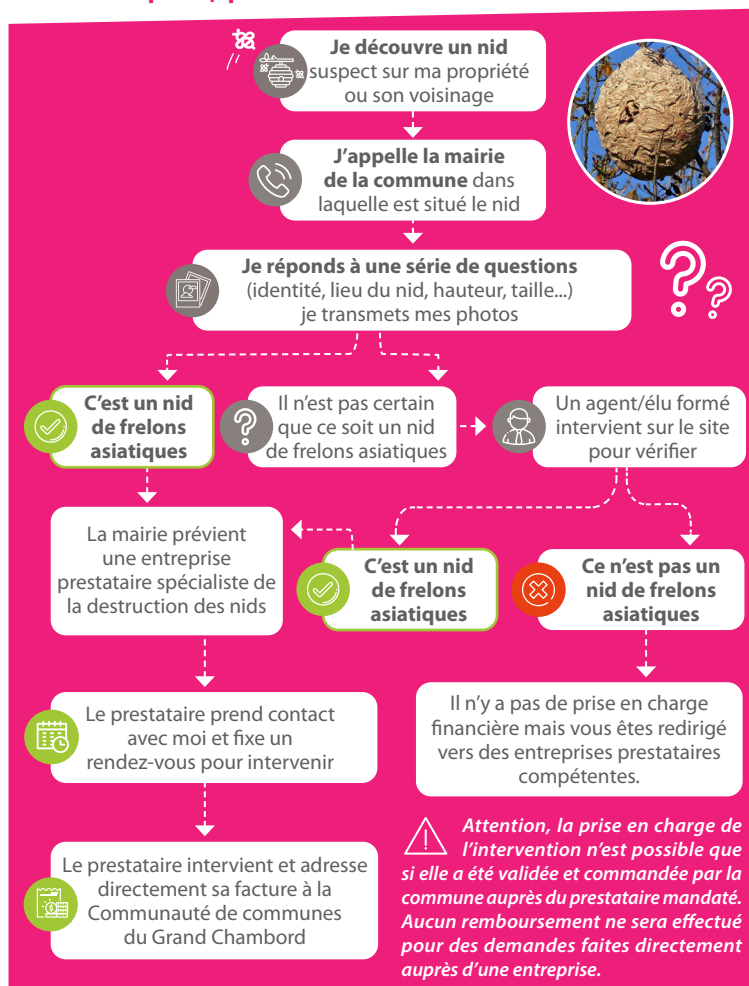 Je découvre un nid
suspect sur ma propriété
ou son voisinage
J'appelle la mairie
de la commune dans
laquelle est situé le nid
Je réponds à une série de questions
(identité, lieu du nid, hauteur, taille...)
je transmets mes photos
C'est un nid
de frelons
asiatiques
Il n'est pas certain
que ce soit un nid
de frelons asiatiques
Un agent/élu formé
intervient sur le site
pour vérifier
La mairie prévient
une entreprise
prestataire spécialiste de
la destruction des nids
C'est un nid
de frelons
asiatiques
Ce n'est pas un
nid de frelons
asiatiques
Le prestataire prend contact
avec moi et fixe un
rendez-vous pour intervenir
Il n'y a pas de prise en charge
financière mais vous êtes redirigé
vers des entreprises prestataires
compétentes.
Le prestataire intervient et adresse
directement sa facture à la
Communauté de communes
du Grand Chambord
Attention, la prise en charge de
l'intervention n'est possible que
si elle a été validée et commandée par la
commune auprès du prestataire mandaté.
Aucun remboursement ne sera effectué
pour des demandes faites directement
auprès d'une entreprise.